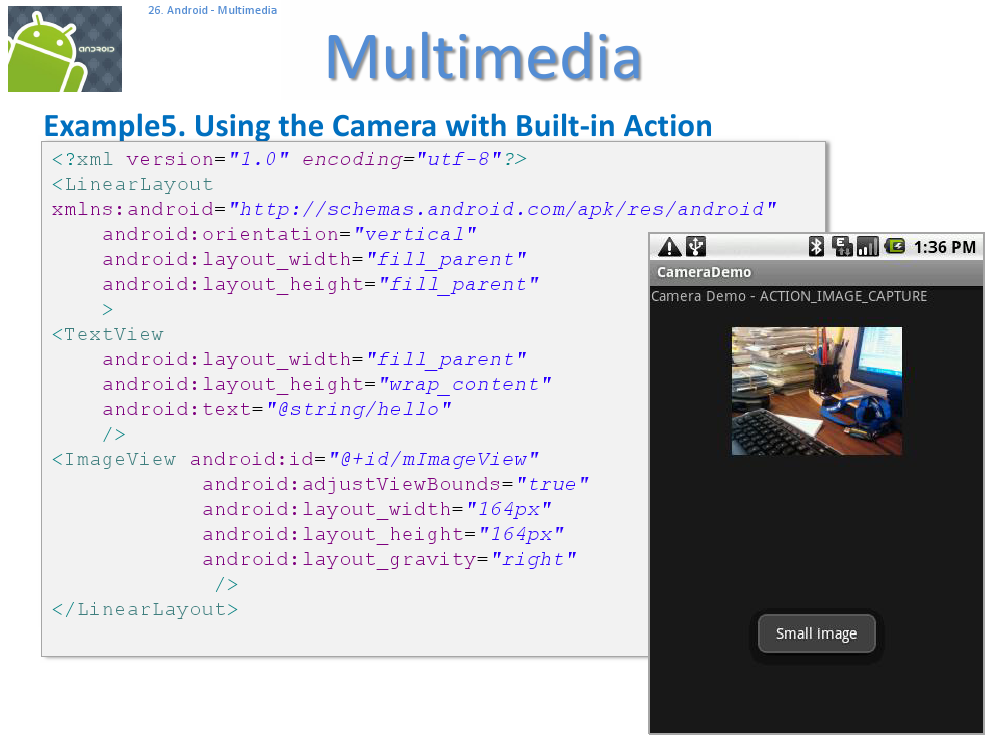 26. Android - Multimedia
ANDROID
Multimedia
Example5. Using the Camera with Built-in Action
<?xml version="1.0" encoding="utf-8"?>
<LinearLayout
xmlns:android="http://schemas.android.com/apk/res/android"
    android:orientation="vertical"
    android:layout_width="fill_parent"
    android:layout_height="fill_parent"
    >
<TextView
    android:layout_width="fill_parent"
    android:layout_height="wrap_content"
    android:text="@string/hello"
    />
<ImageView android:id="@+id/mImageView"
            android:adjustViewBounds="true"
            android:layout_width="164px"
            android:layout_height="164px"
            android:layout_gravity="right"
             />
</LinearLayout>
1:36 PM
CameraDemo
Camera Demo - ACTION_IMAGE_CAPTURE
Small image